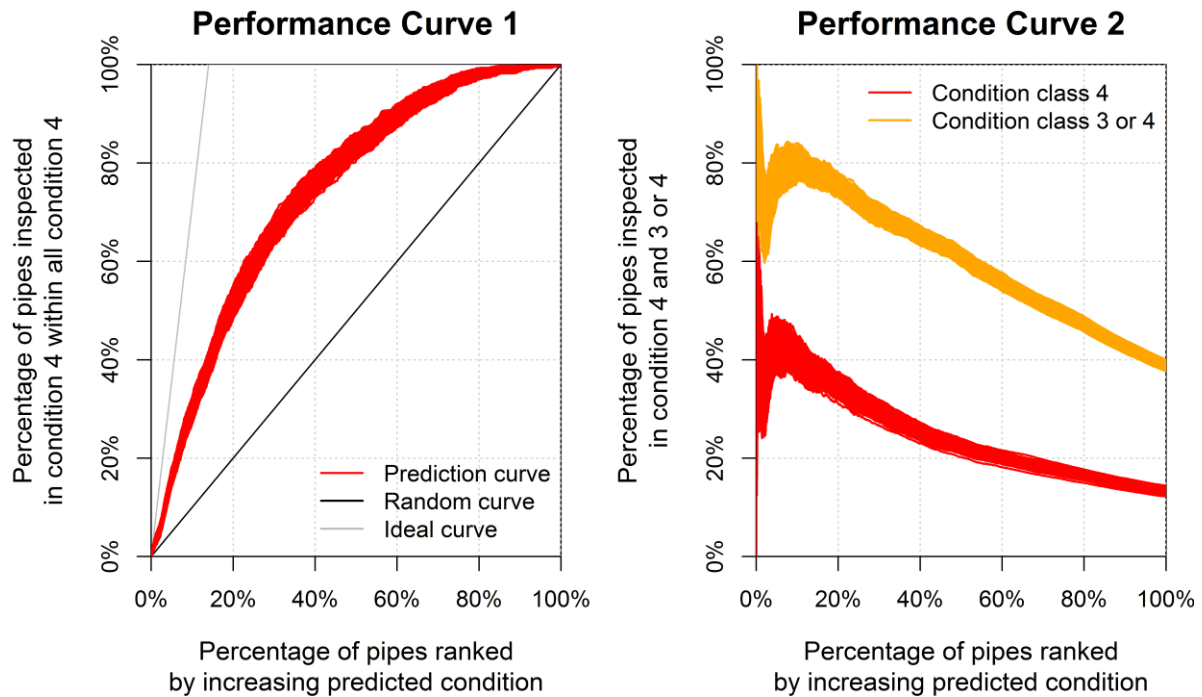 Performance Curve 1
Percentage of pipes inspected
in condition 4 within all condition 4
100%
80%
60%
40%
20%
0%
Prediction curve
Random curve
Ideal curve
0% 20% 40% 60% 80% 100%
Percentage of pipes ranked
by increasing predicted condition
Performance Curve 2
Percentage of pipes inspected
in condition 4 and 3 or 4
100%
80%
60%
40%
20%
0%
Condition class 4
Condition class 3 or 4
0% 20% 40% 60% 80% 100%
Percentage of pipes ranked
by increasing predicted condition